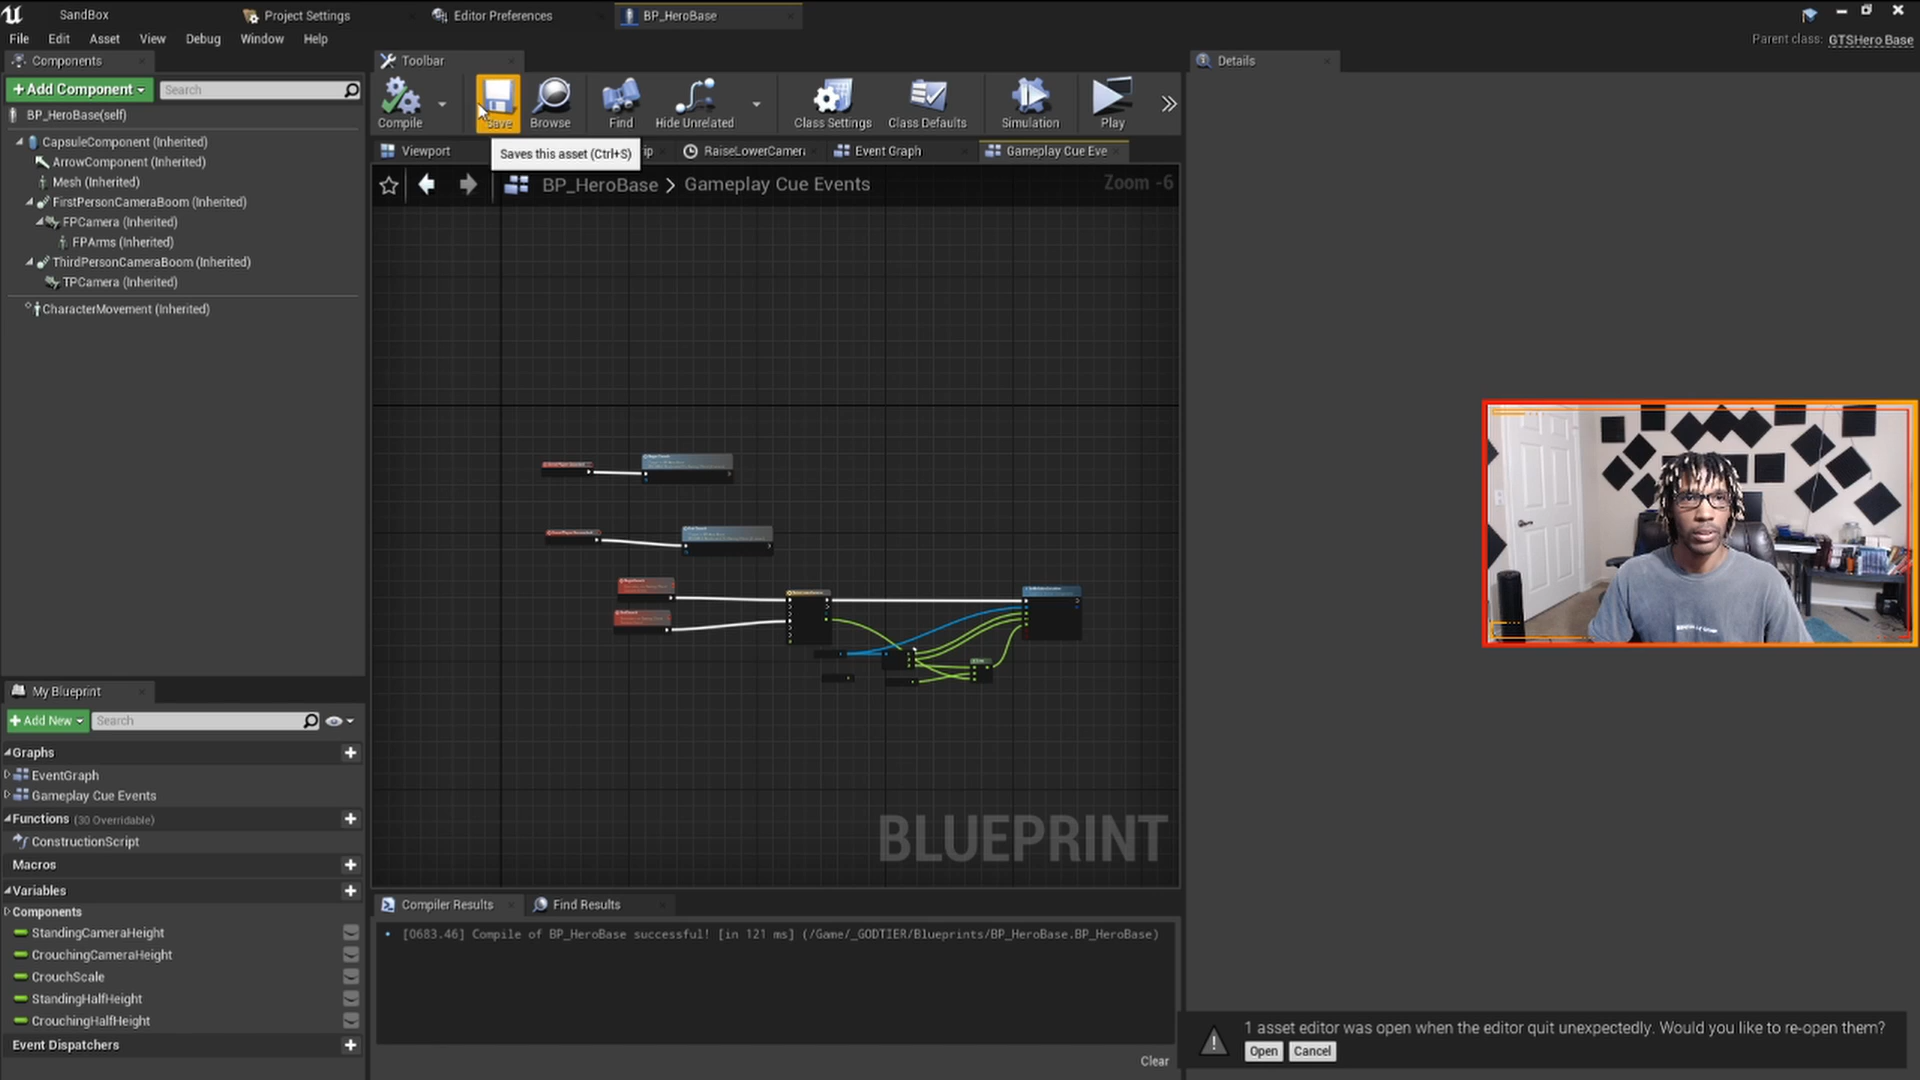 SandBox
Project Settings
Editor Preferences
BP_HeroBase
File
Edit
Asset
View
Debug
Window
Help
Parent class: GTSHero Base
Components
+Add Component
Search
BP_HeroBase(self)
CapsuleComponent (Inherited)
ArrowComponent (Inherited)
Mesh (Inherited)
FirstPersonCameraBoom (Inherited)
FPCamera (Inherited)
FPArms (Inherited)
ThirdPersonCameraBoom (Inherited)
TPCamera (Inherited)
CharacterMovement (Inherited)
Toolbar
Compile
Save
Browse
Find
Hide Unrelated
Class Settings
Class Defaults
Simulation
Play
Details
Viewport
Saves this asset (Ctrl+S)
ip
RaiseLowerCamer
Event Graph
Gameplay Cue Eve
BP_HeroBase > Gameplay Cue Events
Zoom -6
BLUEPRINT
My Blueprint
+Add New
Search
Graphs
EventGraph
Gameplay Cue Events
Functions (30 Overridable)
ConstructionScript
Macros
Variables
Components
StandingCameraHeight
CrouchingCameraHeight
CrouchScale
StandingHalfHeight
CrouchingHalfHeight
Event Dispatchers
Compiler Results
Find Results
[0683.46] Compile of BP_HeroBase successful! [in 121 ms] (/Game/_GODTIER/Blueprints/BP_HeroBase.BP_HeroBase)
Clear
1 asset editor was open when the editor quit unexpectedly. Would you like to re-open them?
Open
Cancel